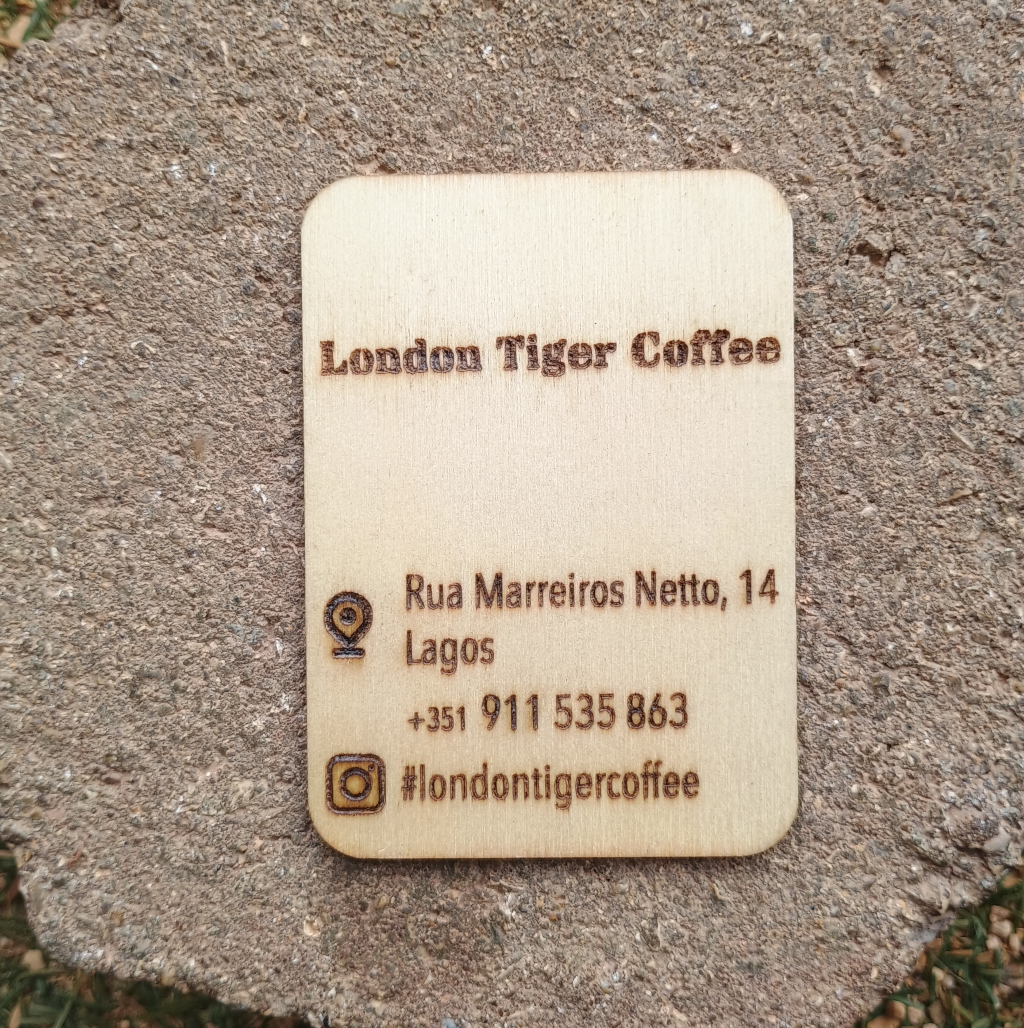 London Tiger Coffee
Rua Marreiros Netto, 14
Lagos
+351 911 535 863
#londontigercoffee